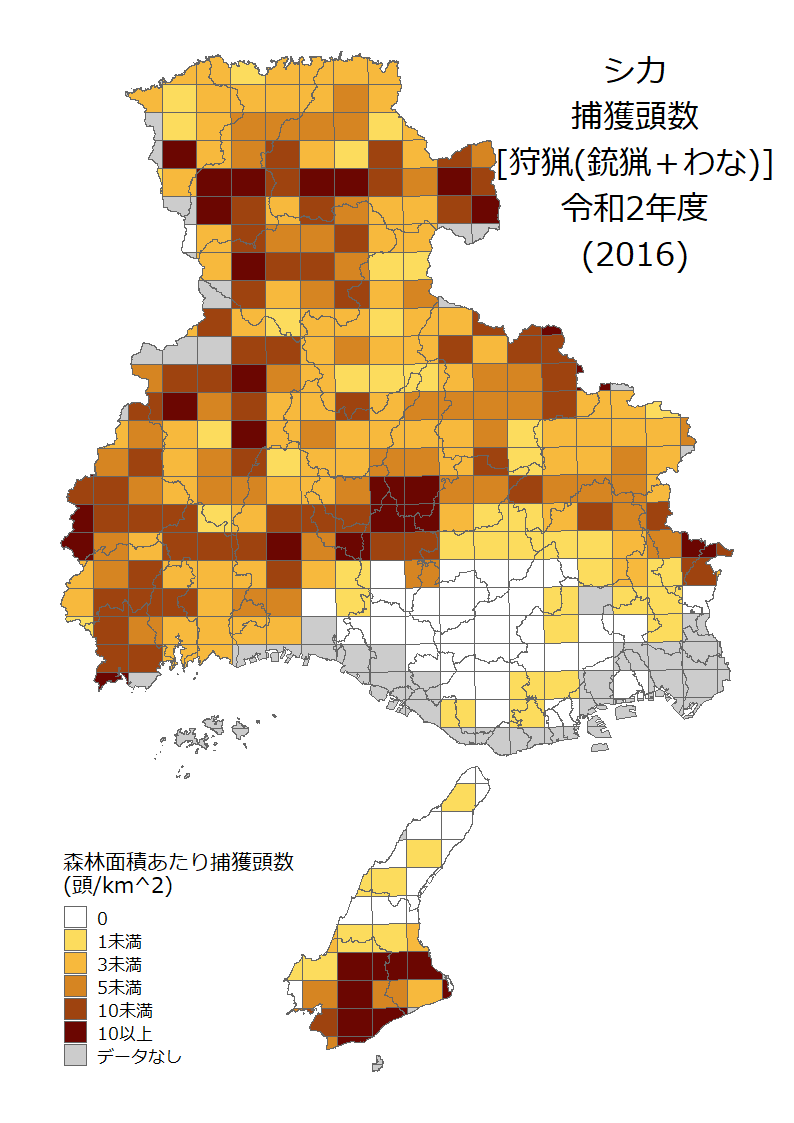 シカ
捕獲頭数
[狩猟(銃猟＋わな)]
令和2年度
(2016)
森林面積あたり捕獲頭数
(頭/km^2)
0
1未満
3未満
5未満
10未満
10以上
データなし